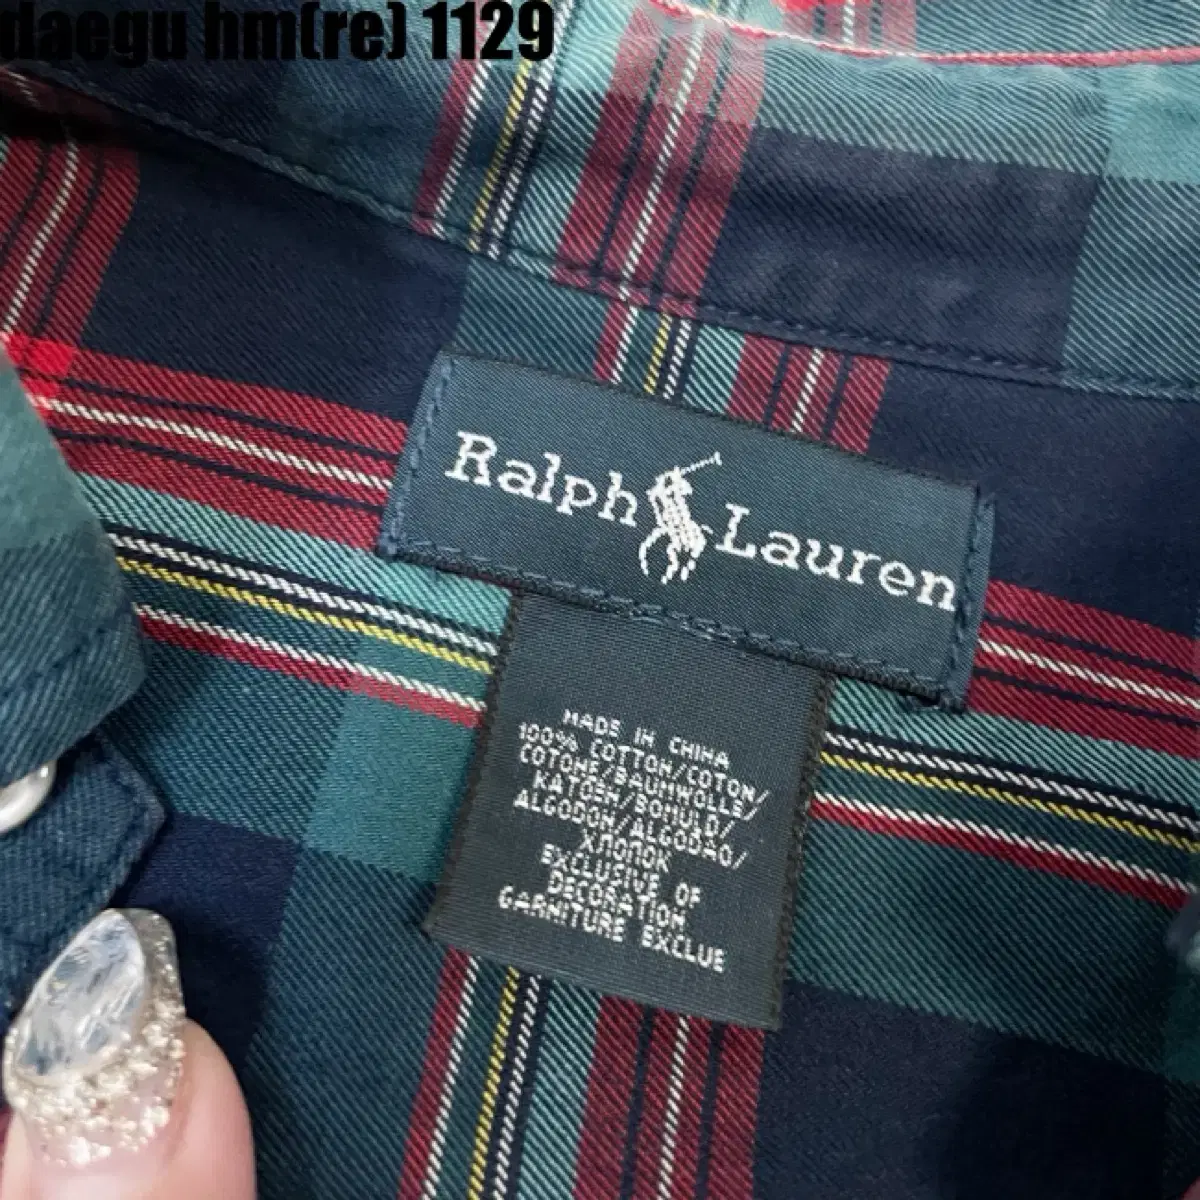 daegu hm(re) 1129
Ralph Lauren
MADE IN CHINA
100% COTTON/COTON/
COTONE/BAUMWOLLE/
KATOEN/BOMULD/
ALGODON/ALGODAO/
ХЛОПОК
EXCLUSIVE OF
DECORATION
GARNITURE EXCLUE